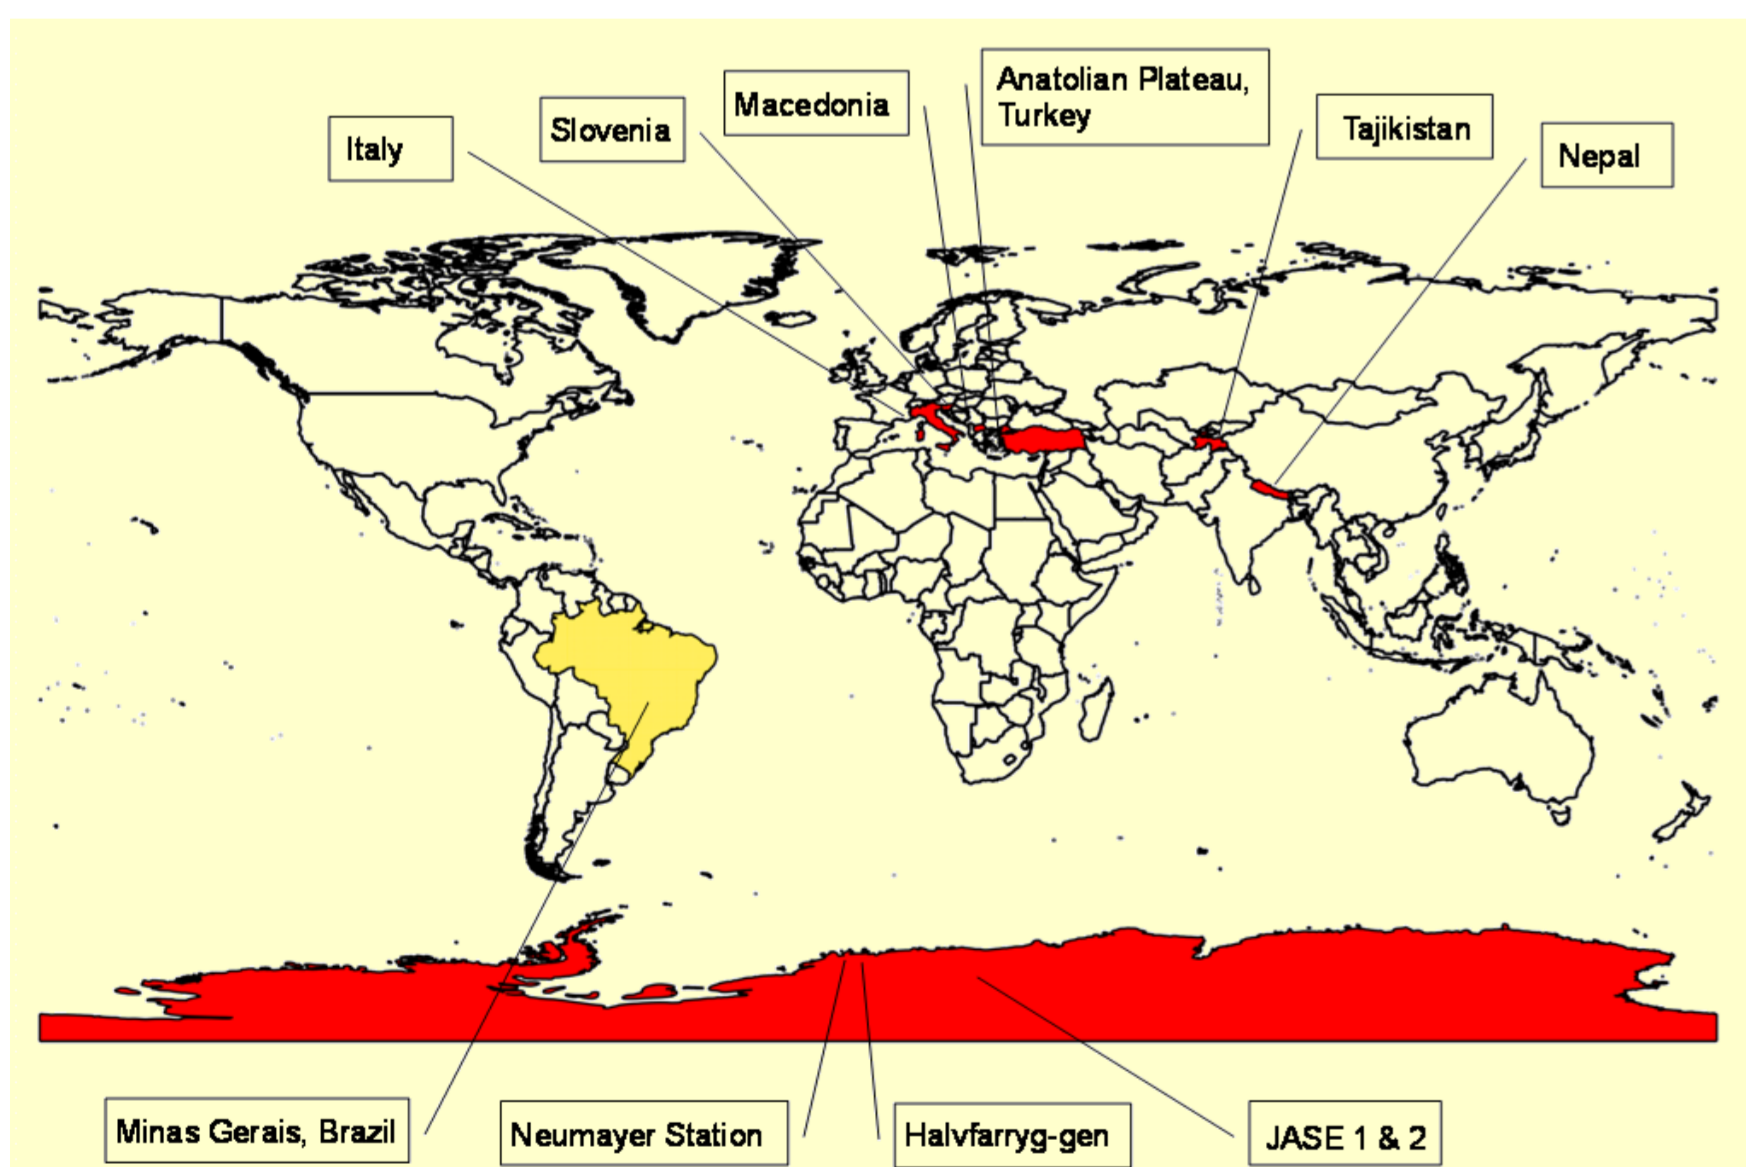 Anatolian Plateau,
Turkey
Macedonia
Slovenia
Italy
Tajikistan
Nepal
Minas Gerais, Brazil
Neumayer Station
Halvfarryg-gen
JASE 1 & 2